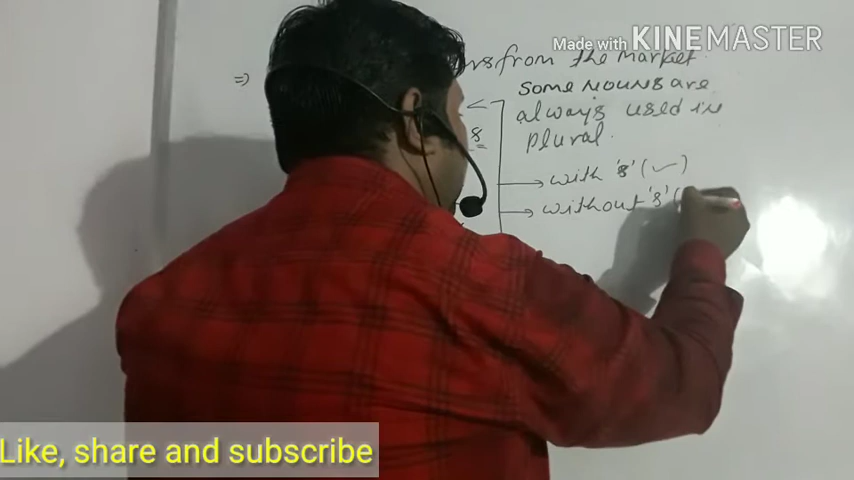 Made with KINEMASTER
⇒ from the market.
Some nouns are
always used in
plural.
s
→ with 's' (✓)
→ without 's' (
Like, share and subscribe